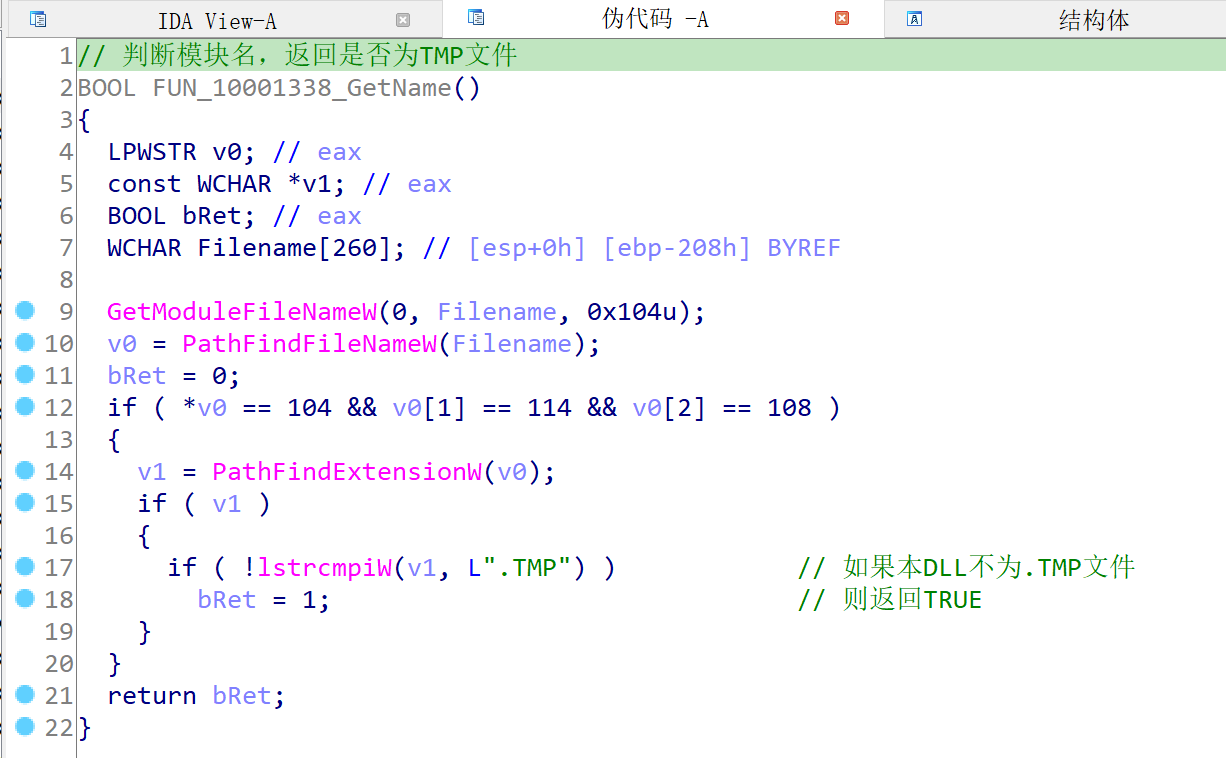 IDA View-A 伪代码 -A 结构体
1 // 判断模块名，返回是否为TMP文件
2 BOOL FUN_10001338_GetName()
3 {
4   LPWSTR v0; // eax
5   const WCHAR *v1; // eax
6   BOOL bRet; // eax
7   WCHAR Filename[260]; // [esp+0h] [ebp-208h] BYREF
8
9   GetModuleFileNameW(0, Filename, 0x104u);
10   v0 = PathFindFileNameW(Filename);
11   bRet = 0;
12   if ( *v0 == 104 && v0[1] == 114 && v0[2] == 108 )
13   {
14     v1 = PathFindExtensionW(v0);
15     if ( v1 )
16     {
17       if ( !lstrcmpiW(v1, L".TMP") )            // 如果本DLL不为.TMP文件
18         bRet = 1;                               // 则返回TRUE
19     }
20   }
21   return bRet;
22 }